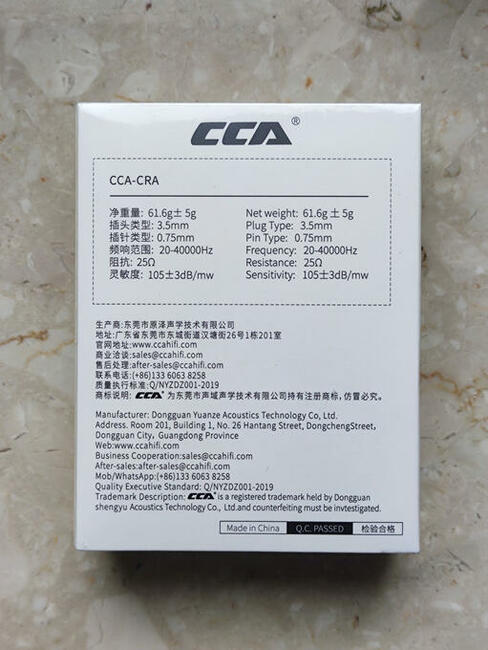 CCA®
CCA-CRA
净重量: 61.6g± 5g
插头类型: 3.5mm
插针类型: 0.75mm
频响范围: 20-40000Hz
阻抗: 25Ω
灵敏度: 105±3dB/mw
Net weight: 61.6g ± 5g
Plug Type: 3.5mm
Pin Type: 0.75mm
Frequency: 20-40000Hz
Resistance: 25Ω
Sensitivity: 105±3dB/mw
生产商:东莞市原泽声学技术有限公司
地址:广东省东莞市东城街道汉塘街26号1栋201室
官网地址:www.ccahifi.com
商业洽谈:sales@ccahifi.com
售后处理:after-sales@ccahifi.com
联系电话:(+86)133 6063 8258
质量执行标准:Q/NYZDZ001-2019
商标说明: CCA 为东莞市声域声学技术有限公司持有注册商标, 仿冒必究。
Manufacturer: Dongguan Yuanze Acoustics Technology Co, Ltd.
Address. Room 201, Building 1, No. 26 Hantang Street, DongchengStreet,
Dongguan City, Guangdong Province
Web:www.ccahifi.com
Business Cooperation:sales@ccahifi.com
After-sales:after-sales@ccahifi.com
Mob/WhatsApp:(+86)133 6063 8258
Quality Executive Standard: Q/NYZDZ001-2019
Trademark Description: CCA is a registered trademark held by Dongguan
shengyu Acoustics Technology Co., Ltd.and counterfeiting must be invtestigated.
Made in China Q.C. PASSED 检验合格